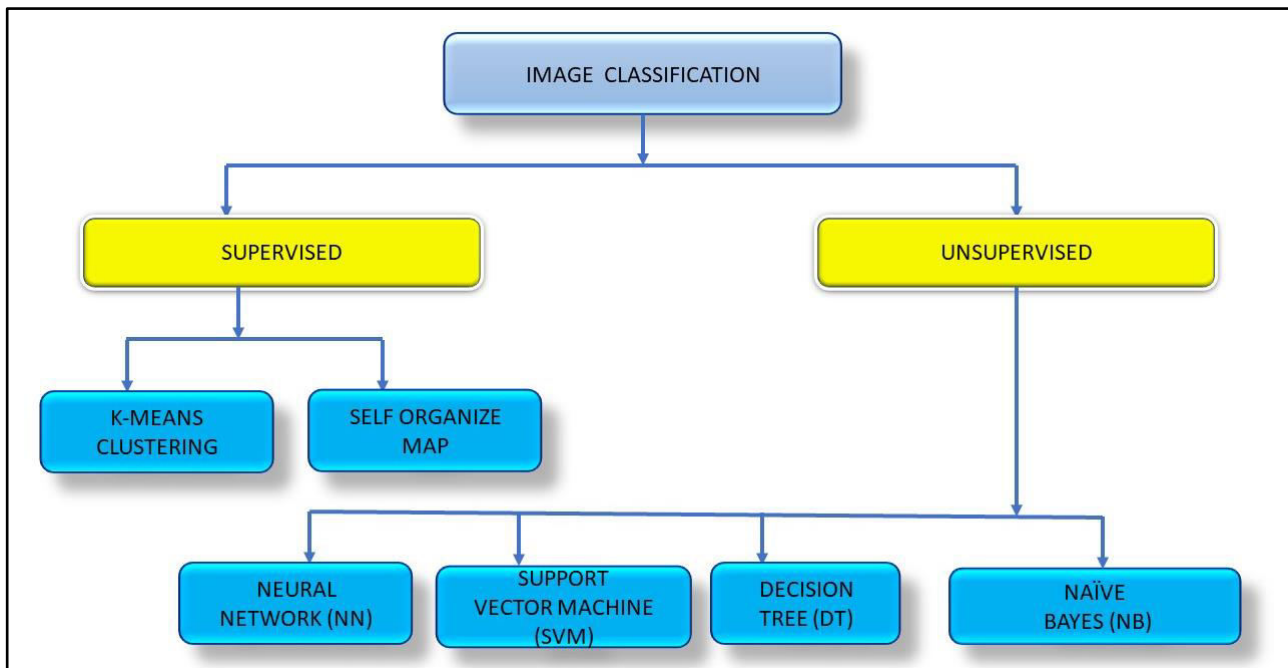 IMAGE CLASSIFICATION
SUPERVISED
UNSUPERVISED
K-MEANS
CLUSTERING
SELF ORGANIZE
MAP
NEURAL
NETWORK (NN)
SUPPORT
VECTOR MACHINE
(SVM)
DECISION
TREE (DT)
NAÏVE
BAYES (NB)